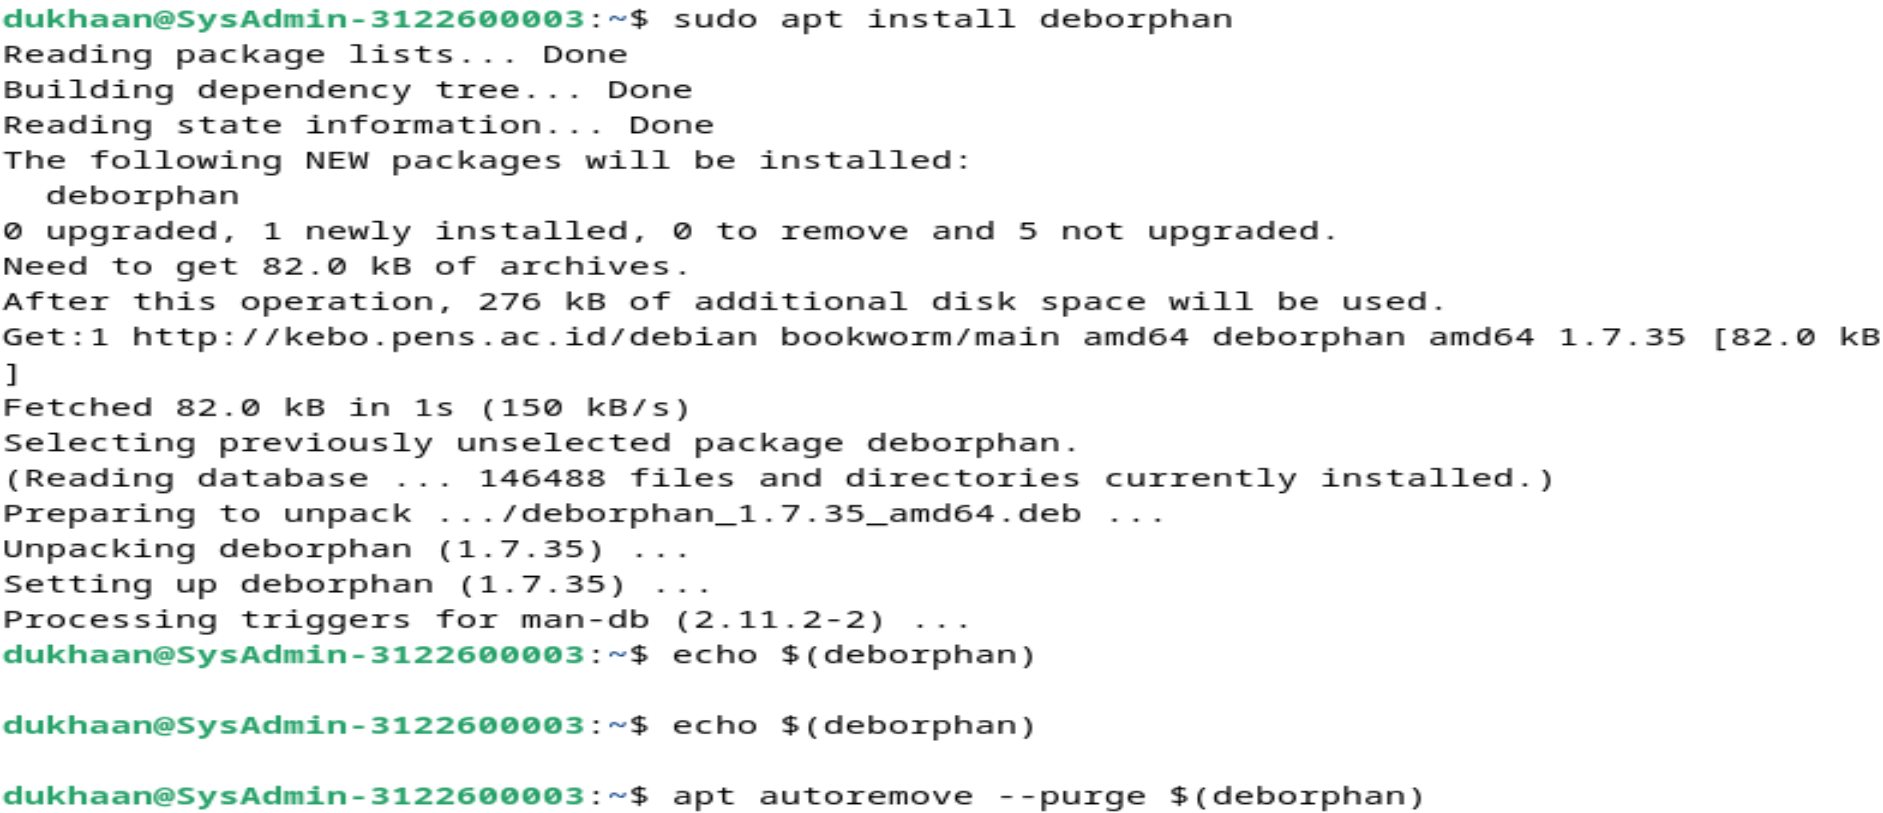 dukhaan@SysAdmin-3122600003:~$ sudo apt install deborphan
Reading package lists... Done
Building dependency tree... Done
Reading state information... Done
The following NEW packages will be installed:
  deborphan
0 upgraded, 1 newly installed, 0 to remove and 5 not upgraded.
Need to get 82.0 kB of archives.
After this operation, 276 kB of additional disk space will be used.
Get:1 http://kebo.pens.ac.id/debian bookworm/main amd64 deborphan amd64 1.7.35 [82.0 kB
]
Fetched 82.0 kB in 1s (150 kB/s)
Selecting previously unselected package deborphan.
(Reading database ... 146488 files and directories currently installed.)
Preparing to unpack .../deborphan_1.7.35_amd64.deb ...
Unpacking deborphan (1.7.35) ...
Setting up deborphan (1.7.35) ...
Processing triggers for man-db (2.11.2-2) ...
dukhaan@SysAdmin-3122600003:~$ echo $(deborphan)

dukhaan@SysAdmin-3122600003:~$ echo $(deborphan)

dukhaan@SysAdmin-3122600003:~$ apt autoremove --purge $(deborphan)